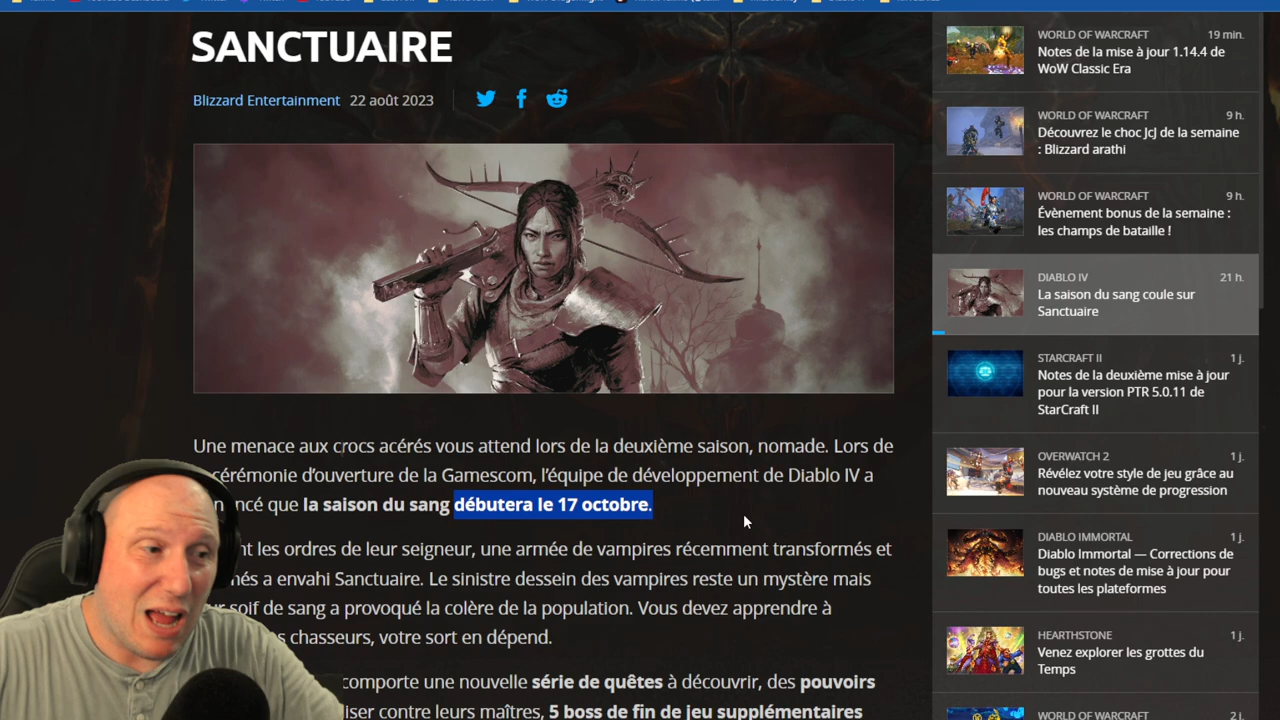 SANCTUAIRE
Blizzard Entertainment 22 août 2023
Une menace aux crocs acérés vous attend lors de la deuxième saison, nomade. Lors de
cérémonie d'ouverture de la Gamescom, l'équipe de développement de Diablo IV a
que la saison du sang débutera le 17 octobre.
les ordres de leur seigneur, une armée de vampires récemment transformés et
a envahi Sanctuaire. Le sinistre dessein des vampires reste un mystère mais
soif de sang a provoqué la colère de la population. Vous devez apprendre à
chasseurs, votre sort en dépend.
comporte une nouvelle série de quêtes à découvrir, des pouvoirs
contre leurs maîtres, 5 boss de fin de jeu supplémentaires
WORLD OF WARCRAFT 19 min.
Notes de la mise à jour 1.14.4 de
WoW Classic Era
WORLD OF WARCRAFT 9 h.
Découvrez le choc JcJ de la semaine
: Blizzard arathi
WORLD OF WARCRAFT 9 h.
Évènement bonus de la semaine :
les champs de bataille !
DIABLO IV 21 h.
La saison du sang coule sur
Sanctuaire
STARCRAFT II 1 j.
Notes de la deuxième mise à jour
pour la version PTR 5.0.11 de
StarCraft II
OVERWATCH 2 1 j.
Révélez votre style de jeu grâce au
nouveau système de progression
DIABLO IMMORTAL 1 j.
Diablo Immortal — Corrections de
bugs et notes de mise à jour pour
toutes les plateformes
HEARTHSTONE 1 j.
Venez explorer les grottes du
Temps
WORLD OF WARCRAFT 2 j.